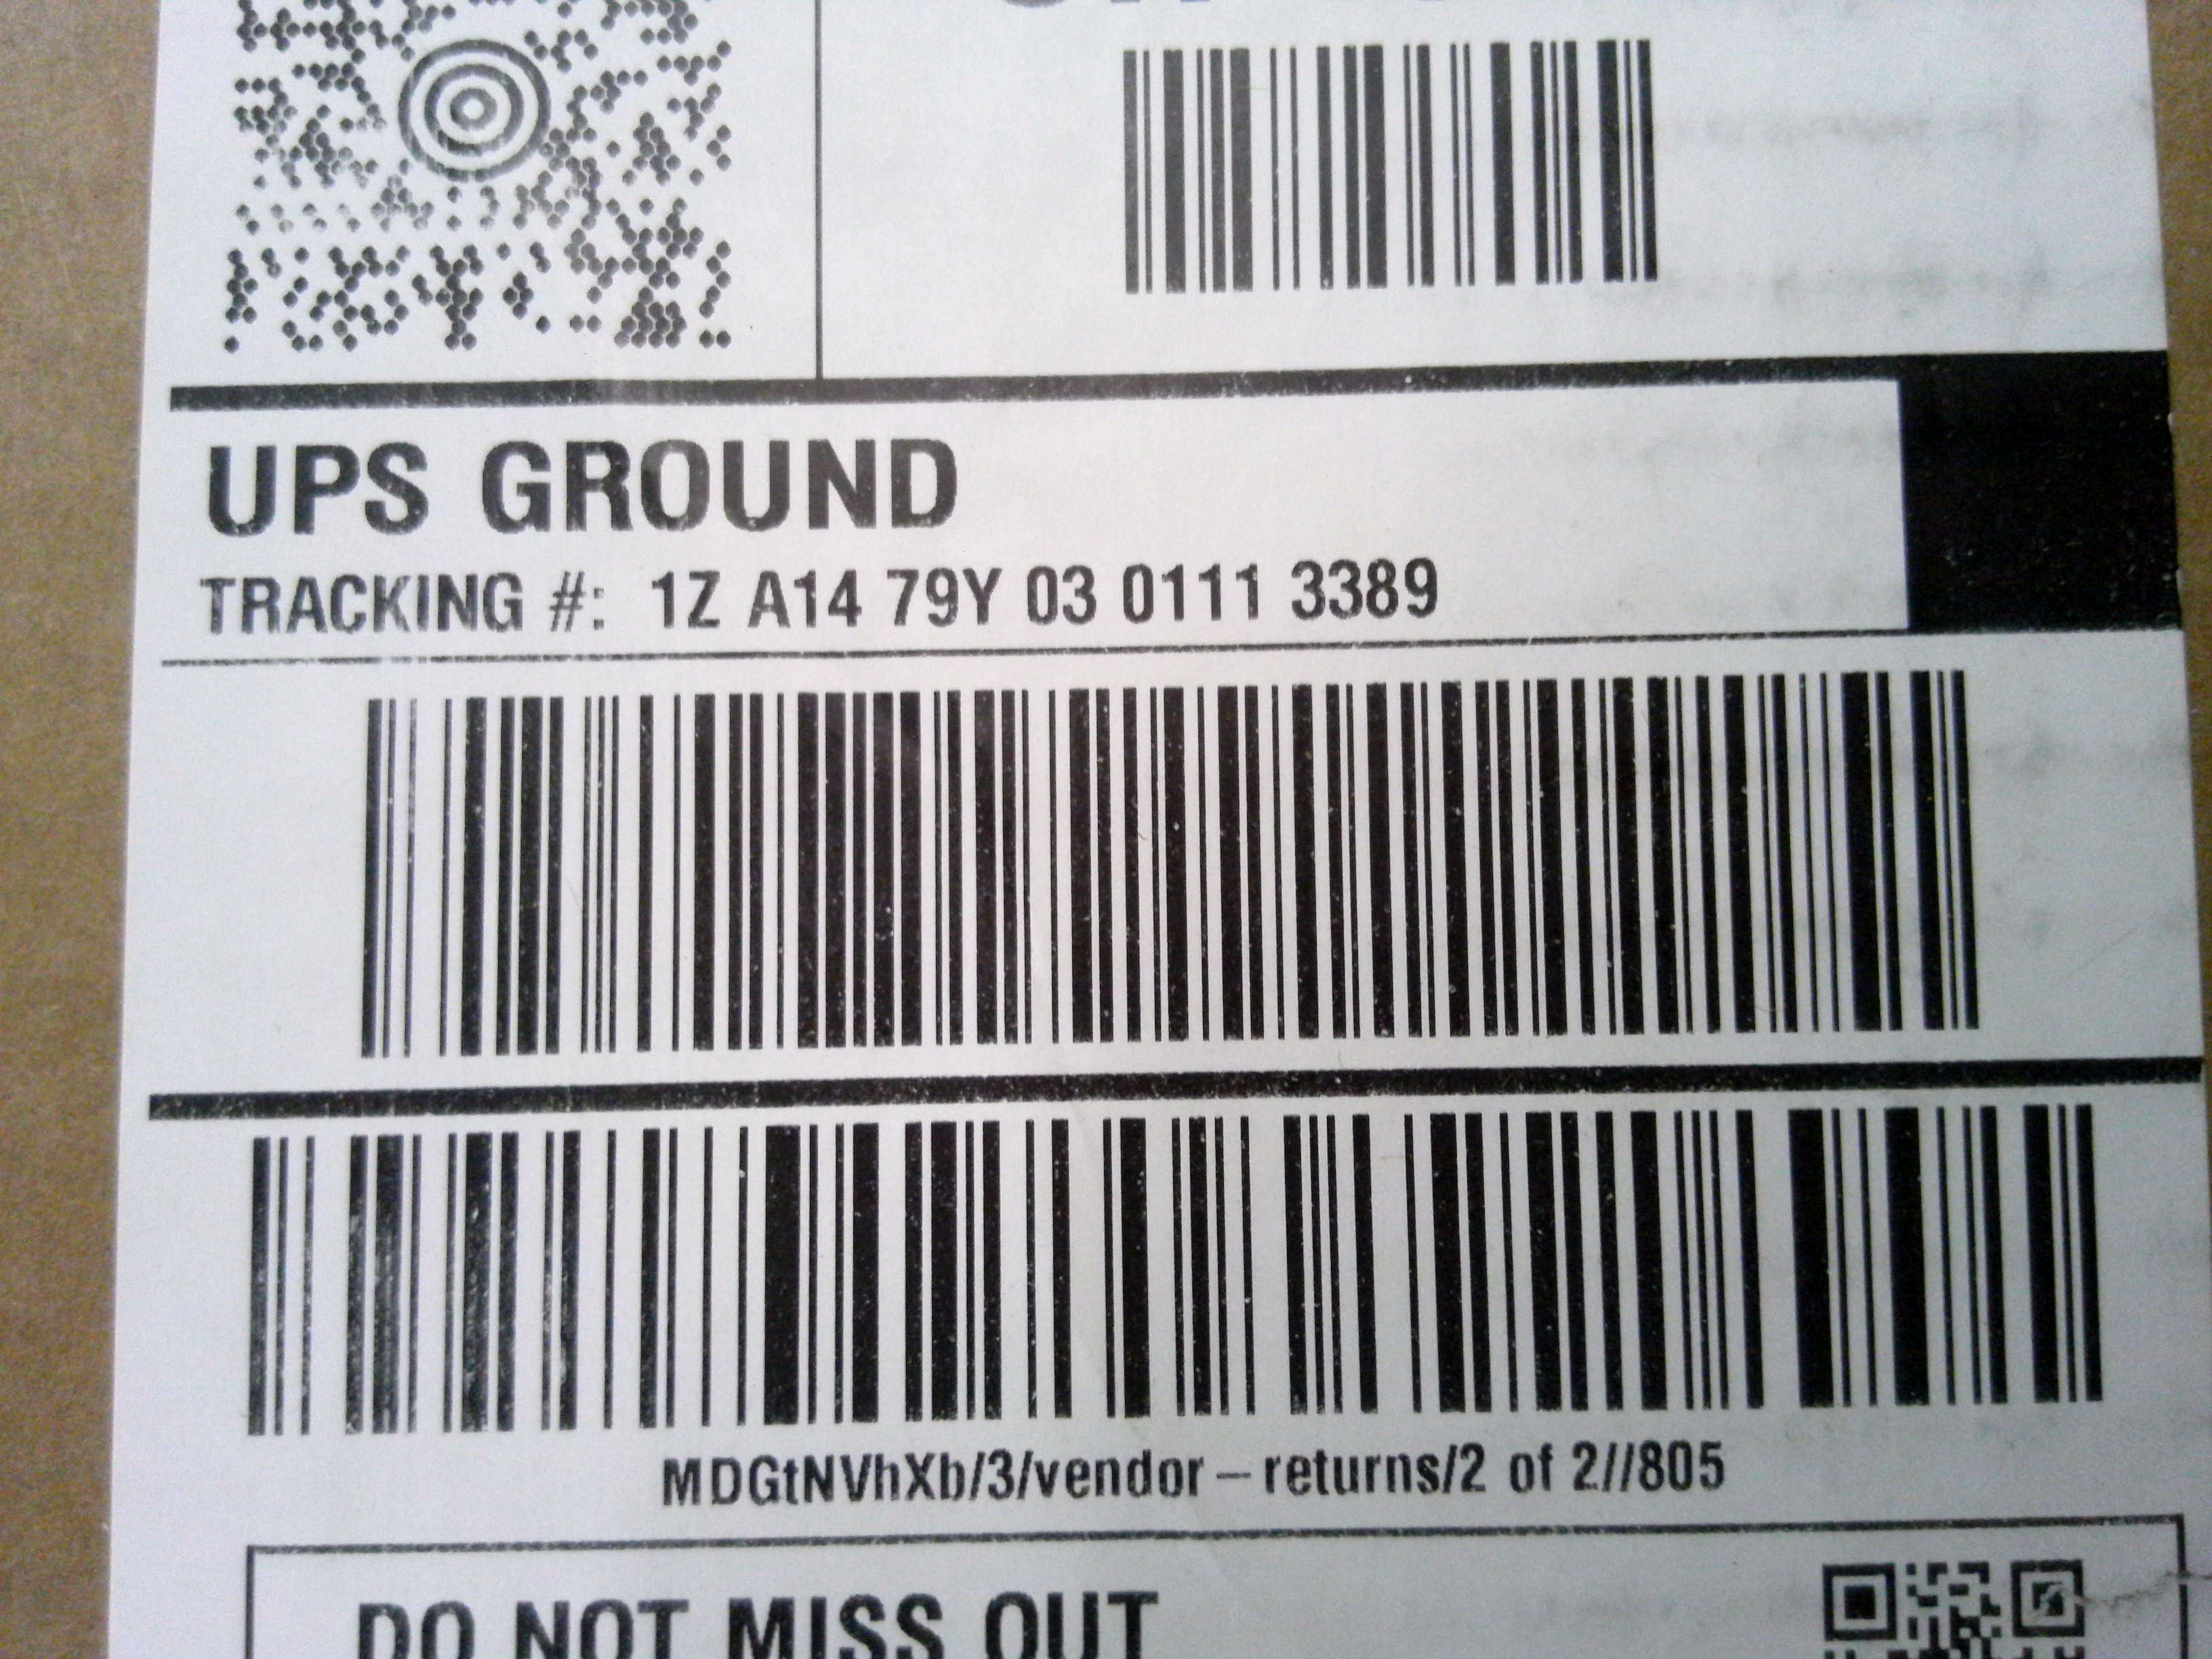 UPS GROUND
TRACKING #: 1Z A14 79Y 03 0111 3389
MDGtNVhXb/3/vendor-returns/2 of 2//805
DO NOT MISS OUT